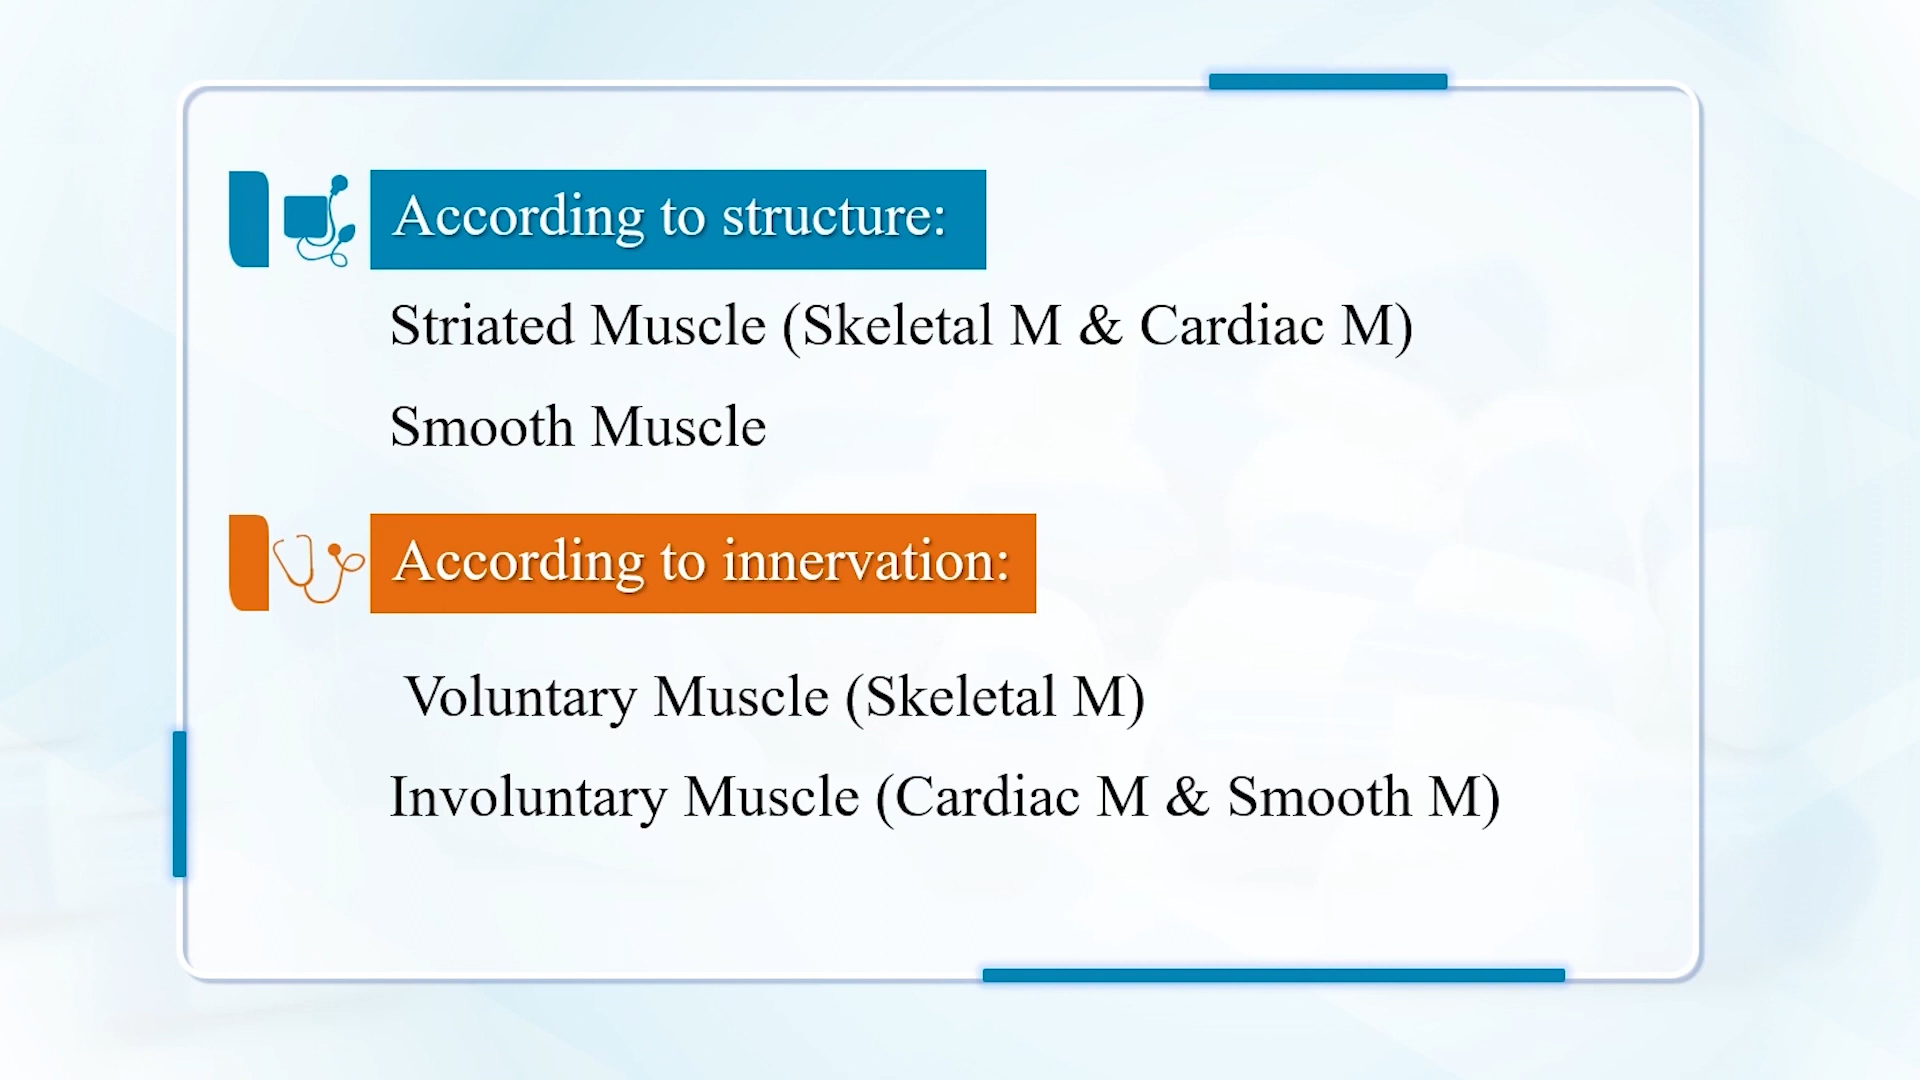 According to structure:
Striated Muscle (Skeletal M & Cardiac M)
Smooth Muscle
According to innervation:
Voluntary Muscle (Skeletal M)
Involuntary Muscle (Cardiac M & Smooth M)